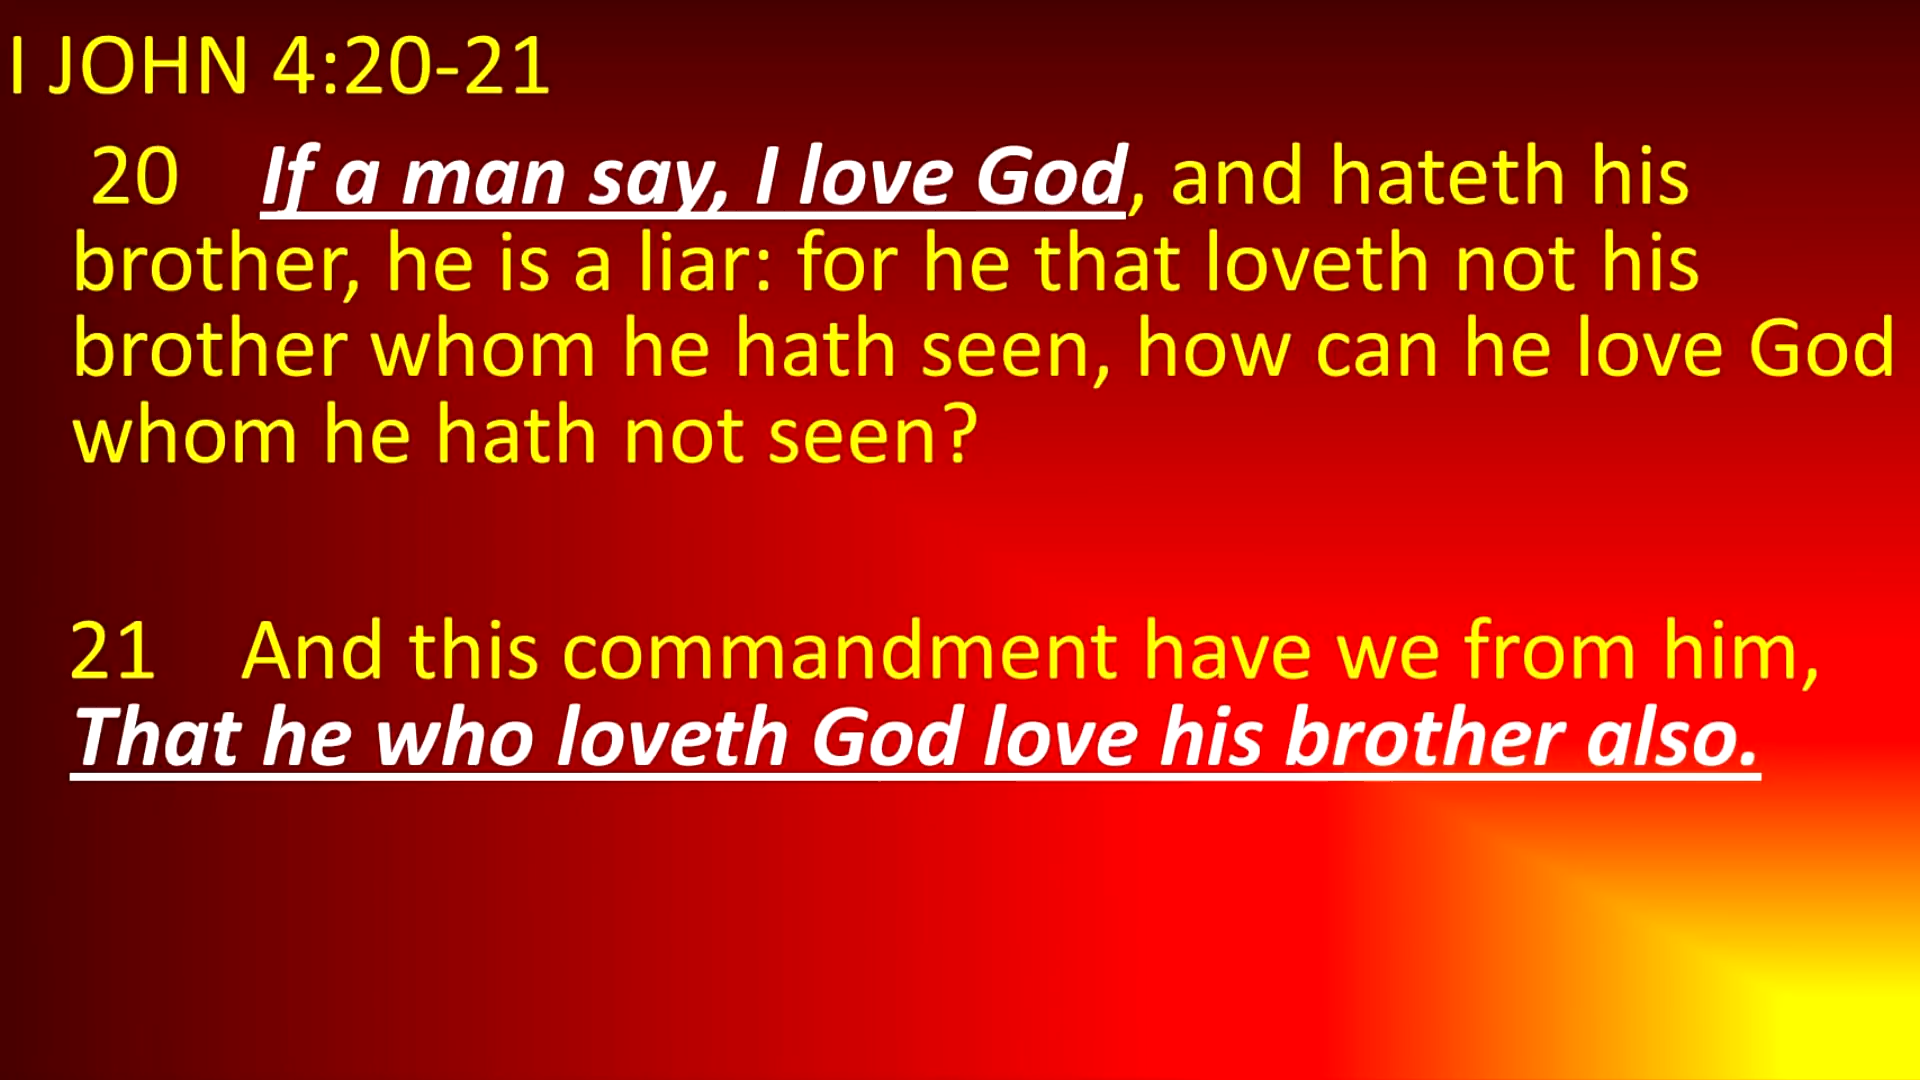 I JOHN 4:20-21
20 If a man say, I love God, and hateth his
brother, he is a liar: for he that loveth not his
brother whom he hath seen, how can he love God
whom he hath not seen?
21 And this commandment have we from him,
That he who loveth God love his brother also.